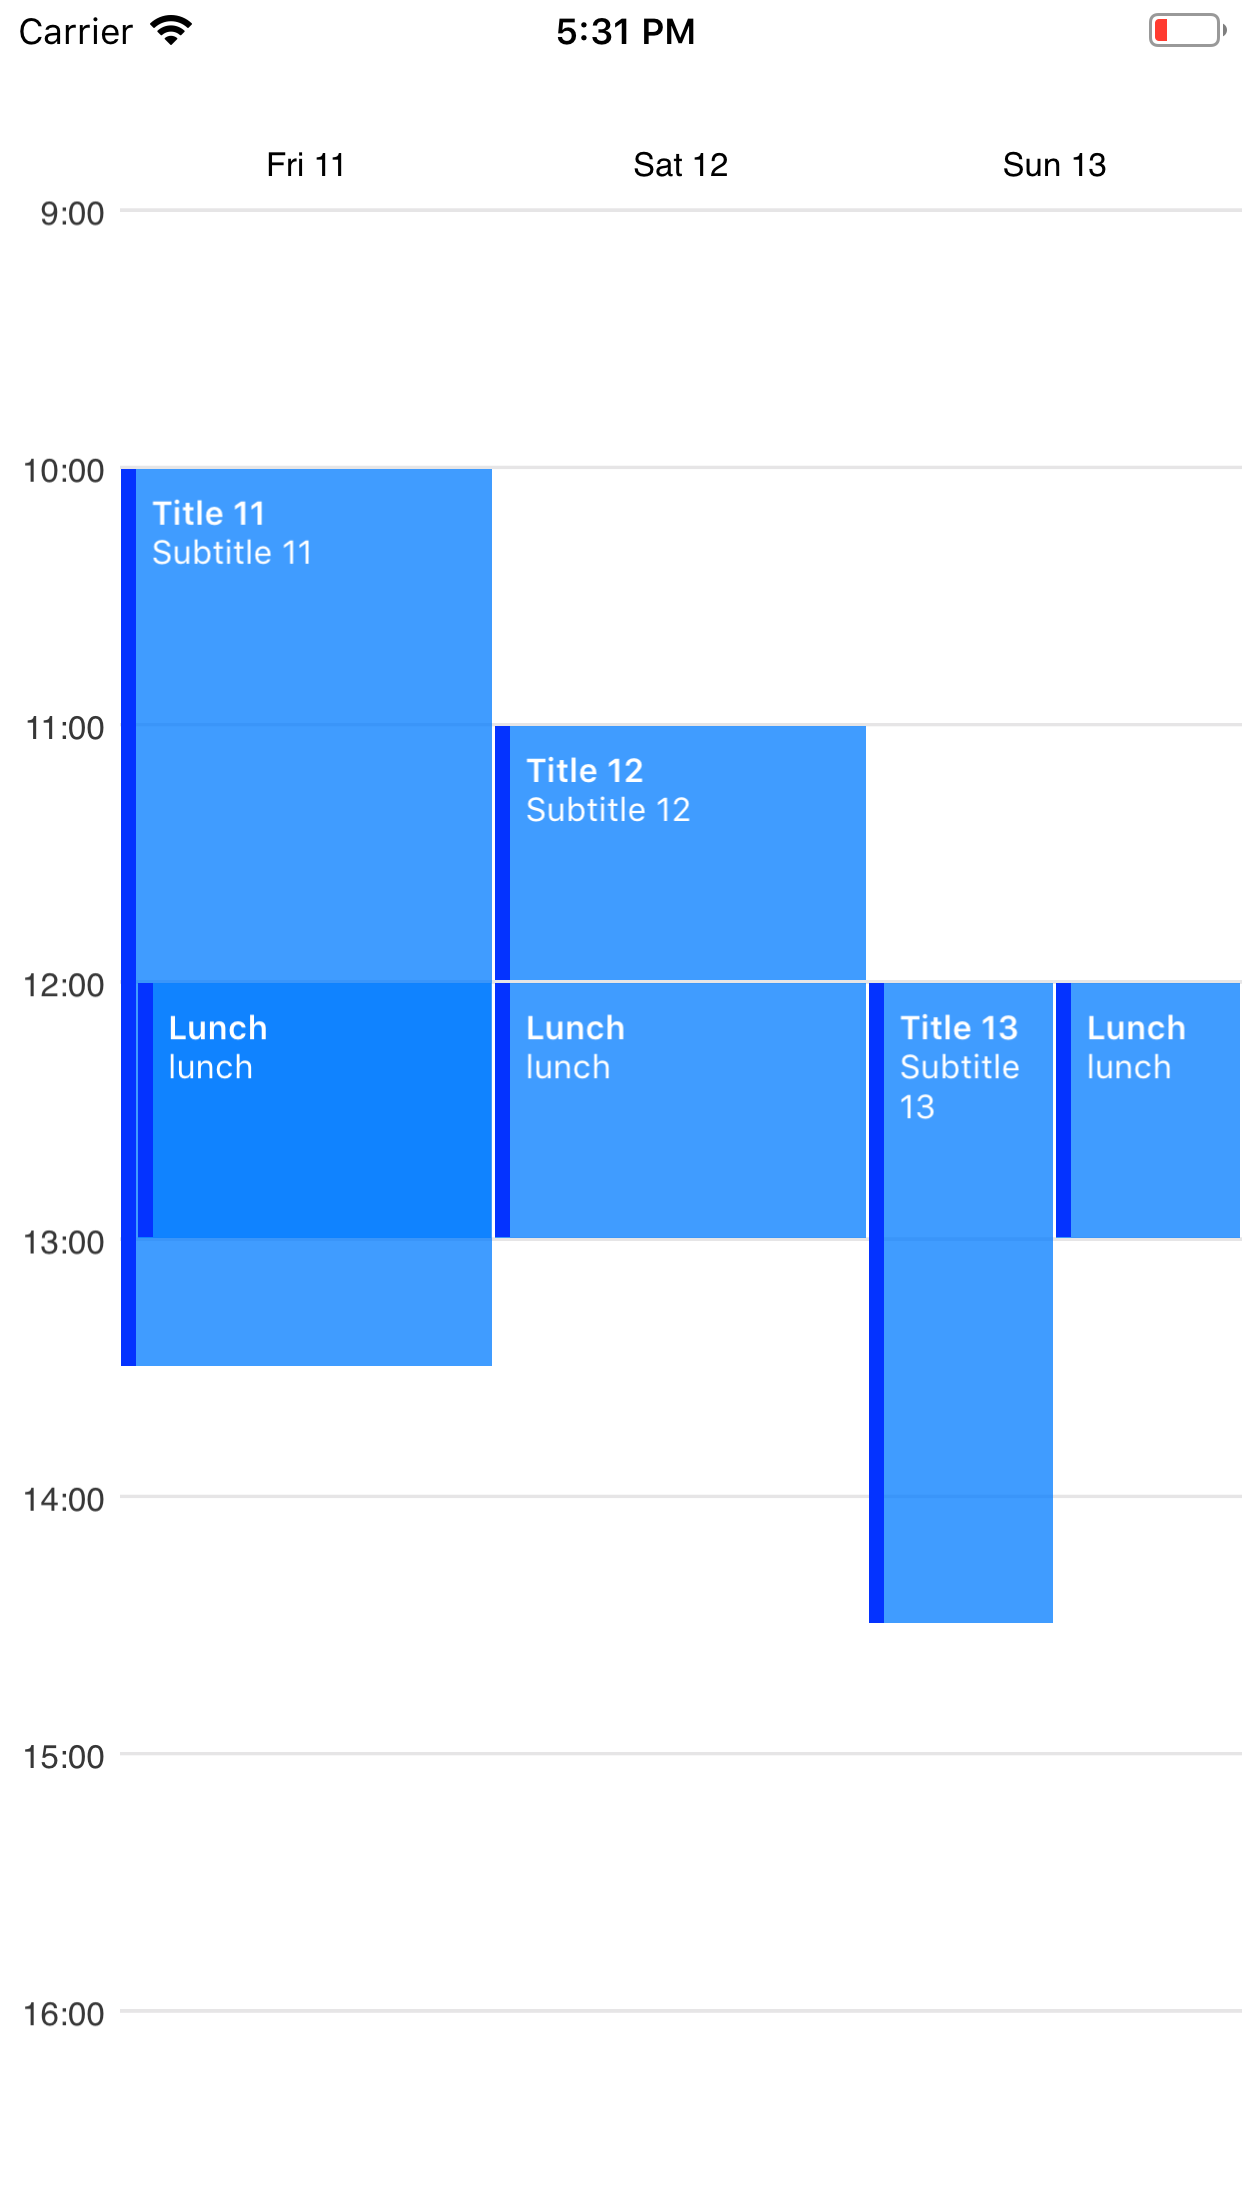 Carrier
5:31 PM
Fri 11
Sat 12
Sun 13
9:00
10:00
Title 11
Subtitle 11
11:00
Title 12
Subtitle 12
12:00
Lunch
lunch
Lunch
lunch
Title 13
Subtitle
13
Lunch
lunch
13:00
14:00
15:00
16:00